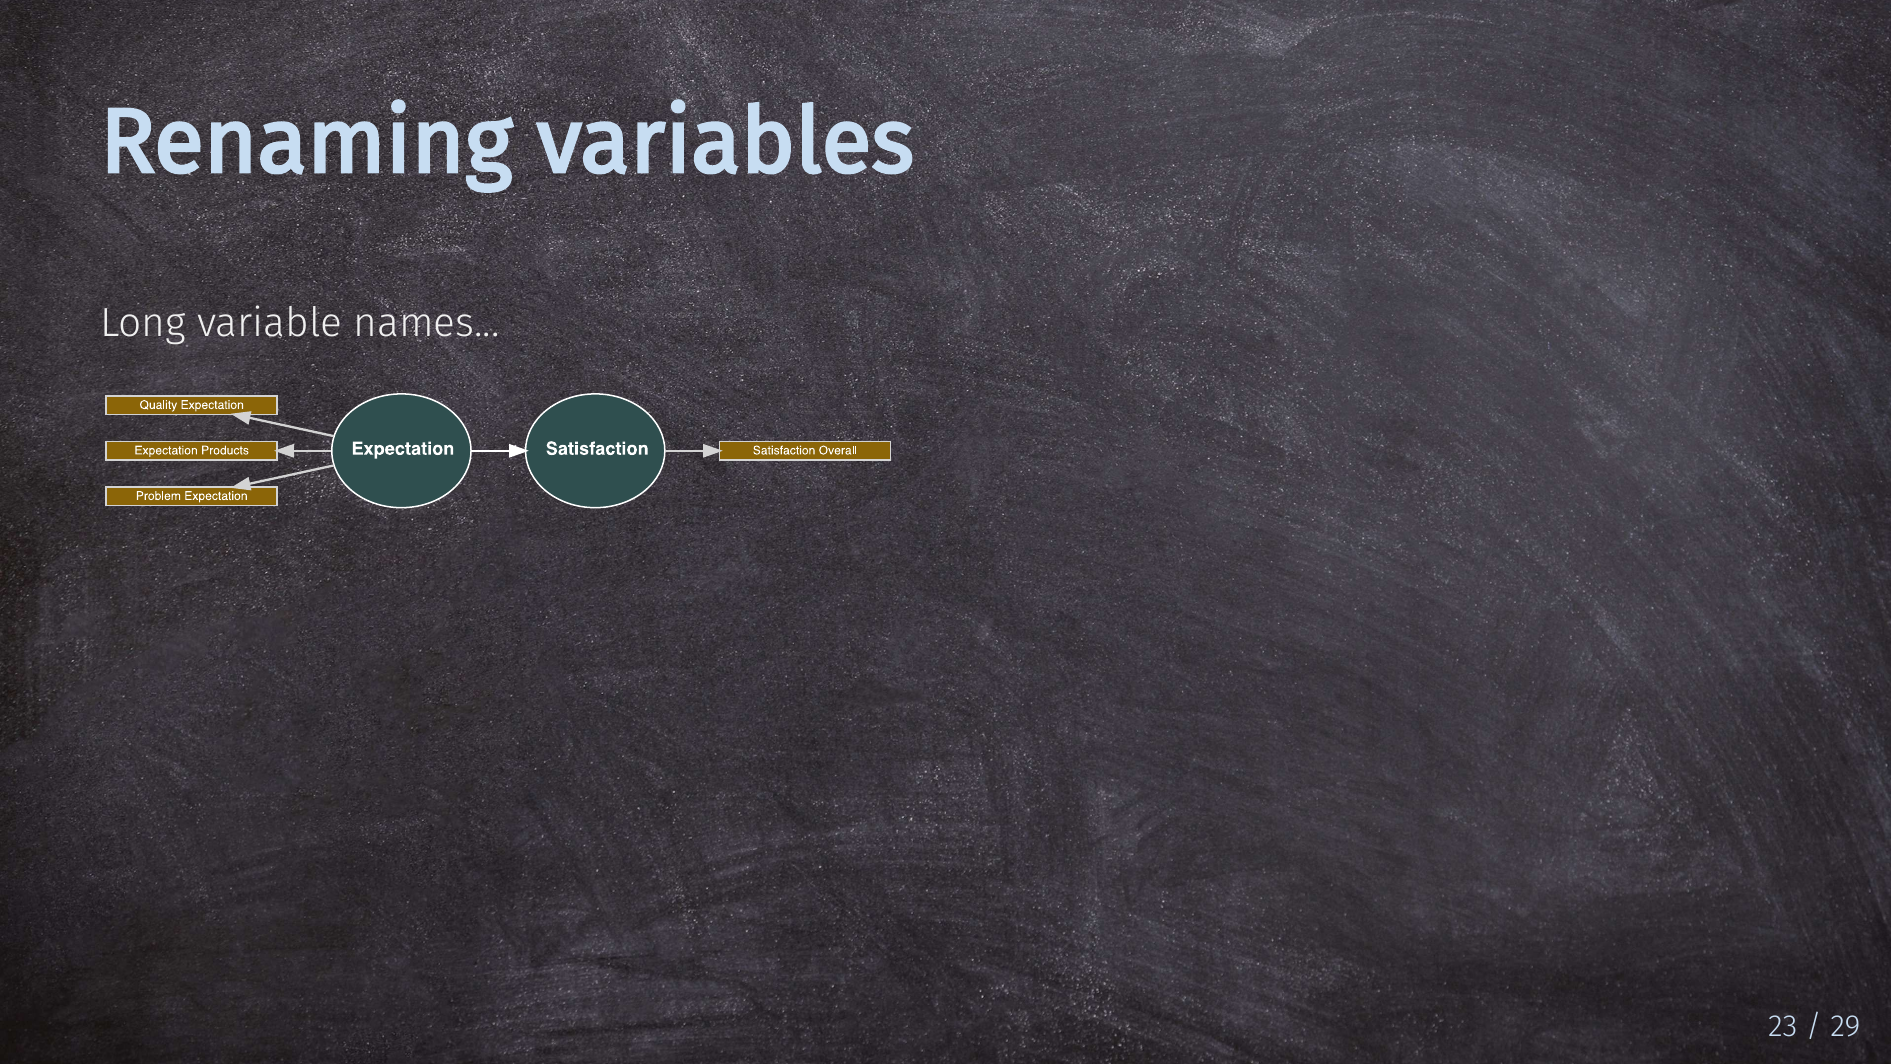 Renaming variables
Long variable names...
Quality Expectation
Expectation Products
Problem Expectation
Expectation
Satisfaction
Satisfaction Overall
23 / 29